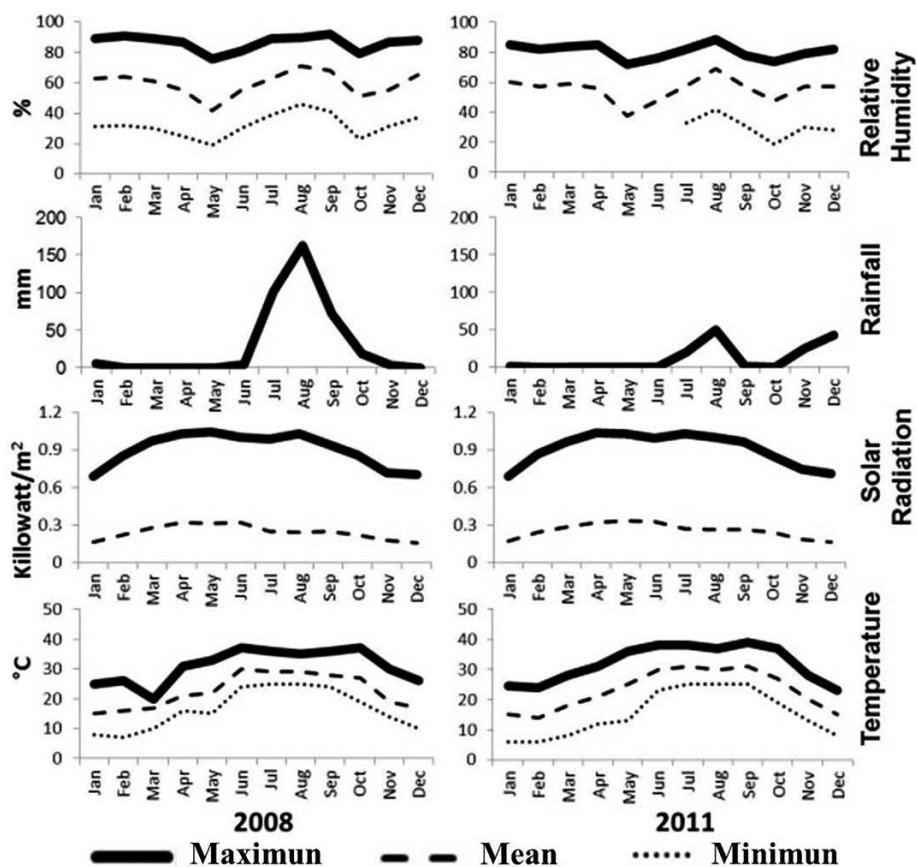 100
80
60
40
20
0
%
Jan Feb Mar Apr May Jun Jul Aug Sep Oct Nov Dec
100
80
60
40
20
0
Jan Feb Mar Apr May Jun Jul Aug Sep Oct Nov Dec
Relative
Humidity
200
150
100
50
0
mm
Jan Feb Mar Apr May Jun Jul Aug Sep Oct Nov Dec
200
150
100
50
0
Jan Feb Mar Apr May Jun Jul Aug Sep Oct Nov Dec
Rainfall
1.2
0.9
0.6
0.3
0
Killowatt/m²
Jan Feb Mar Apr May Jun Jul Aug Sep Oct Nov Dec
1.2
0.9
0.6
0.3
0
Jan Feb Mar Apr May Jun Jul Aug Sep Oct Nov Dec
Solar
Radiation
50
40
30
20
10
0
°C
Jan Feb Mar Apr May Jun Jul Aug Sep Oct Nov Dec
50
40
30
20
10
0
Jan Feb Mar Apr May Jun Jul Aug Sep Oct Nov Dec
Temperature
2008 2011
Maximun Mean Minimun